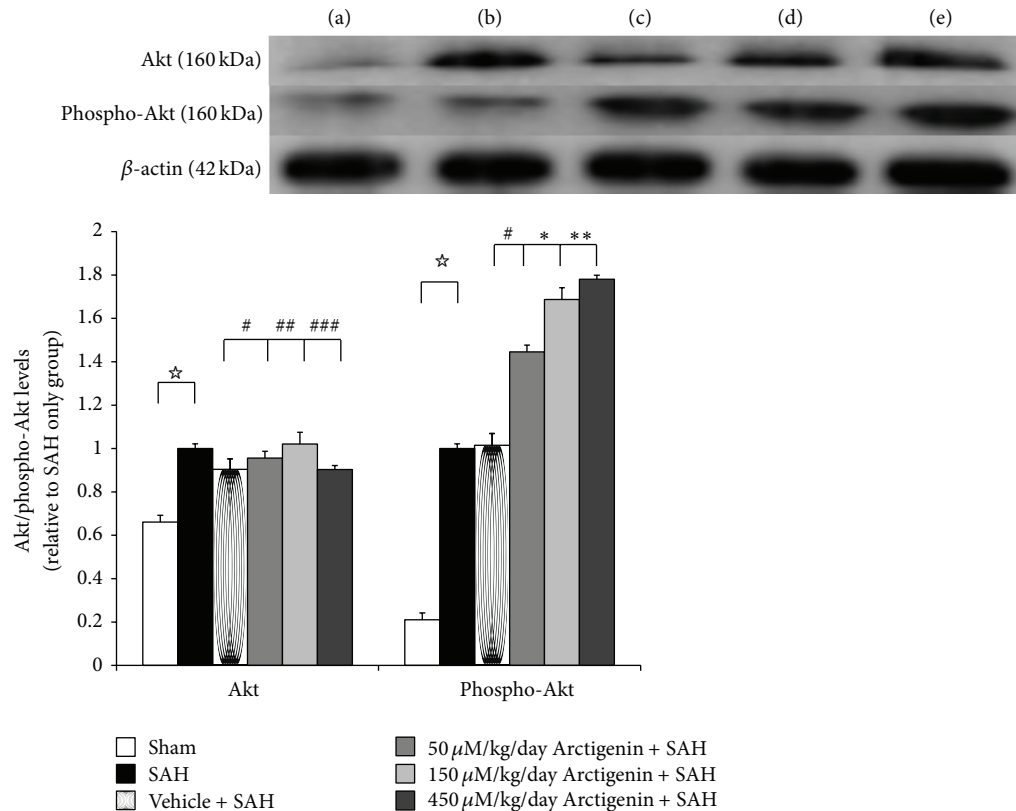 (a) (b) (c) (d) (e)
Akt (160 kDa)
Phospho-Akt (160 kDa)
β-actin (42 kDa)
Akt/phospho-Akt levels
(relative to SAH only group)
2
1.8
1.6
1.4
1.2
1
0.8
0.6
0.4
0.2
0
☆
# ## ###
☆
# * **
Akt Phospho-Akt
Sham
SAH
Vehicle + SAH
50 μM/kg/day Arctigenin + SAH
150 μM/kg/day Arctigenin + SAH
450 μM/kg/day Arctigenin + SAH